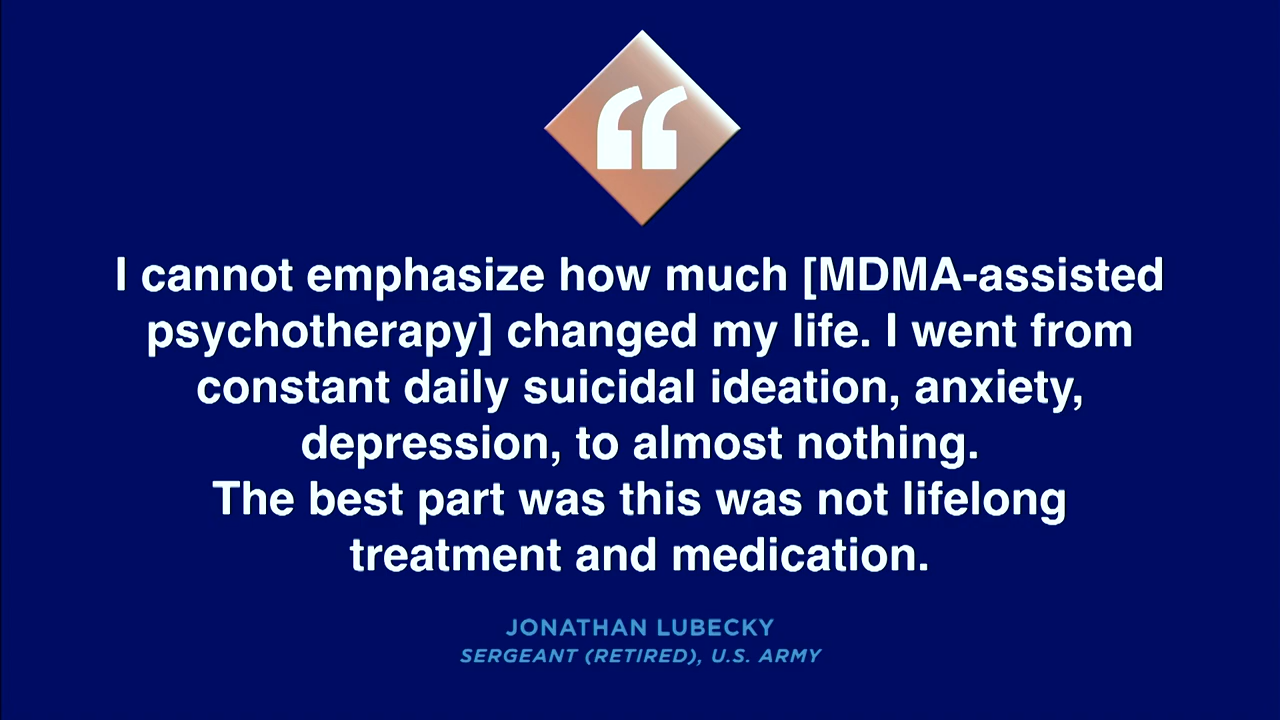 “
I cannot emphasize how much [MDMA-assisted
psychotherapy] changed my life. I went from
constant daily suicidal ideation, anxiety,
depression, to almost nothing.
The best part was this was not lifelong
treatment and medication.
JONATHAN LUBECKY
SERGEANT (RETIRED), U.S. ARMY